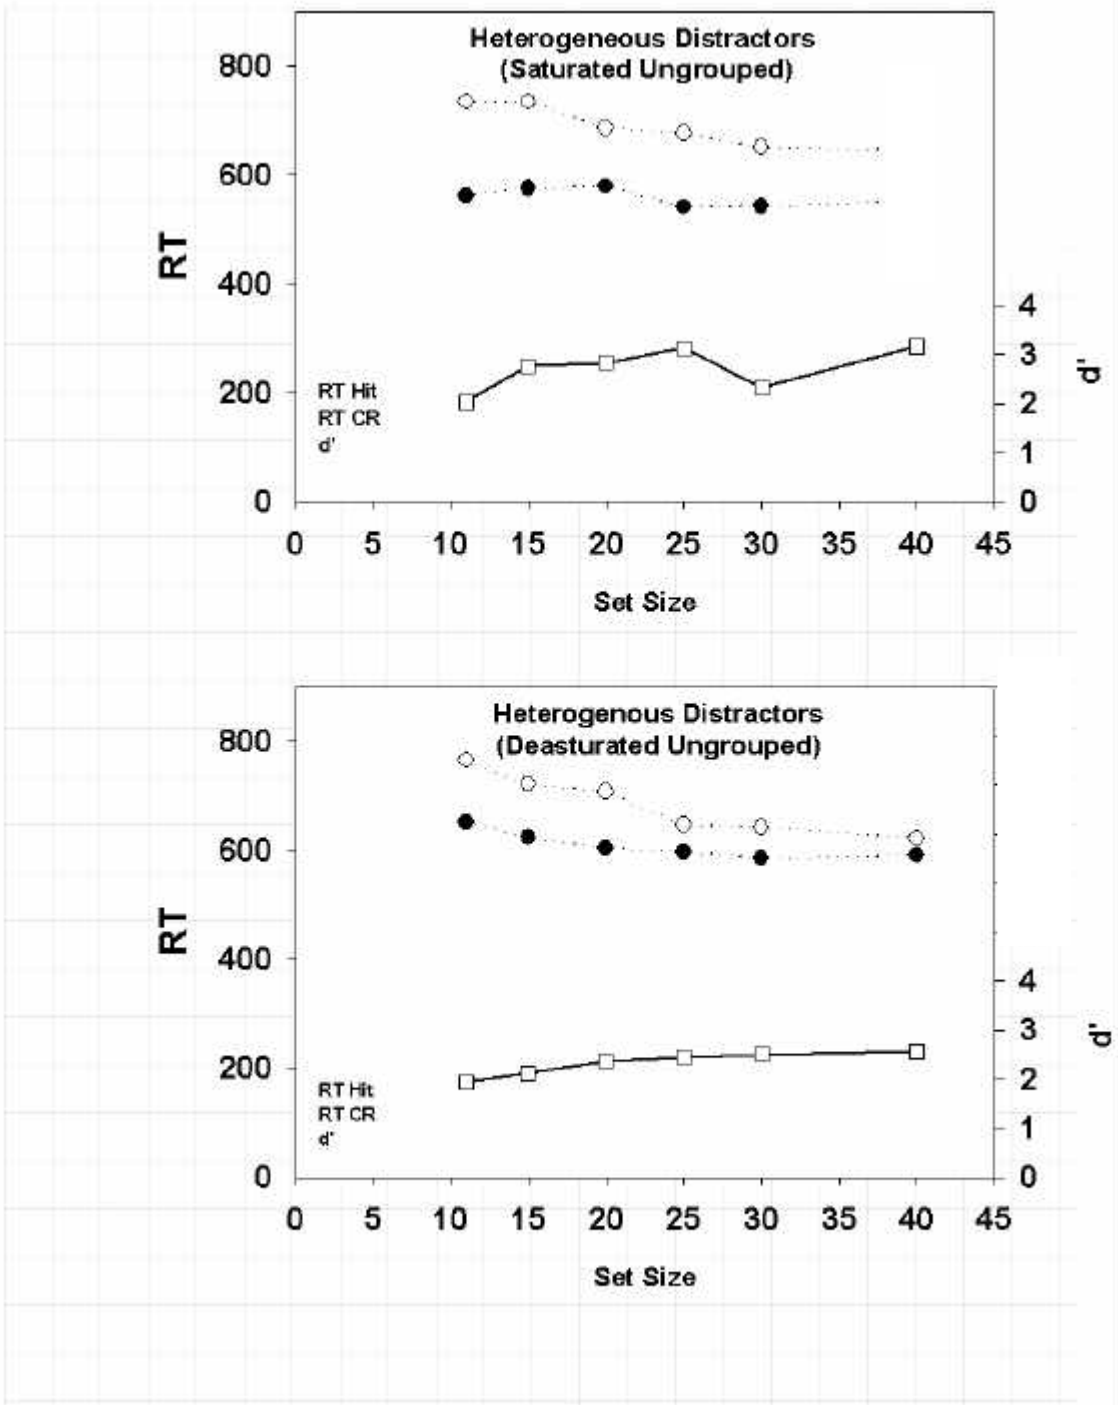 Heterogeneous Distractors
(Saturated Ungrouped)
800
600
RT
400
200
0
RT Hit
RT CR
d'
4
3
d'
2
1
0
0 5 10 15 20 25 30 35 40 45
Set Size
Heterogenous Distractors
(Deasturated Ungrouped)
800
600
RT
400
200
0
RT Hit
RT CR
d'
4
3
d'
2
1
0
0 5 10 15 20 25 30 35 40 45
Set Size